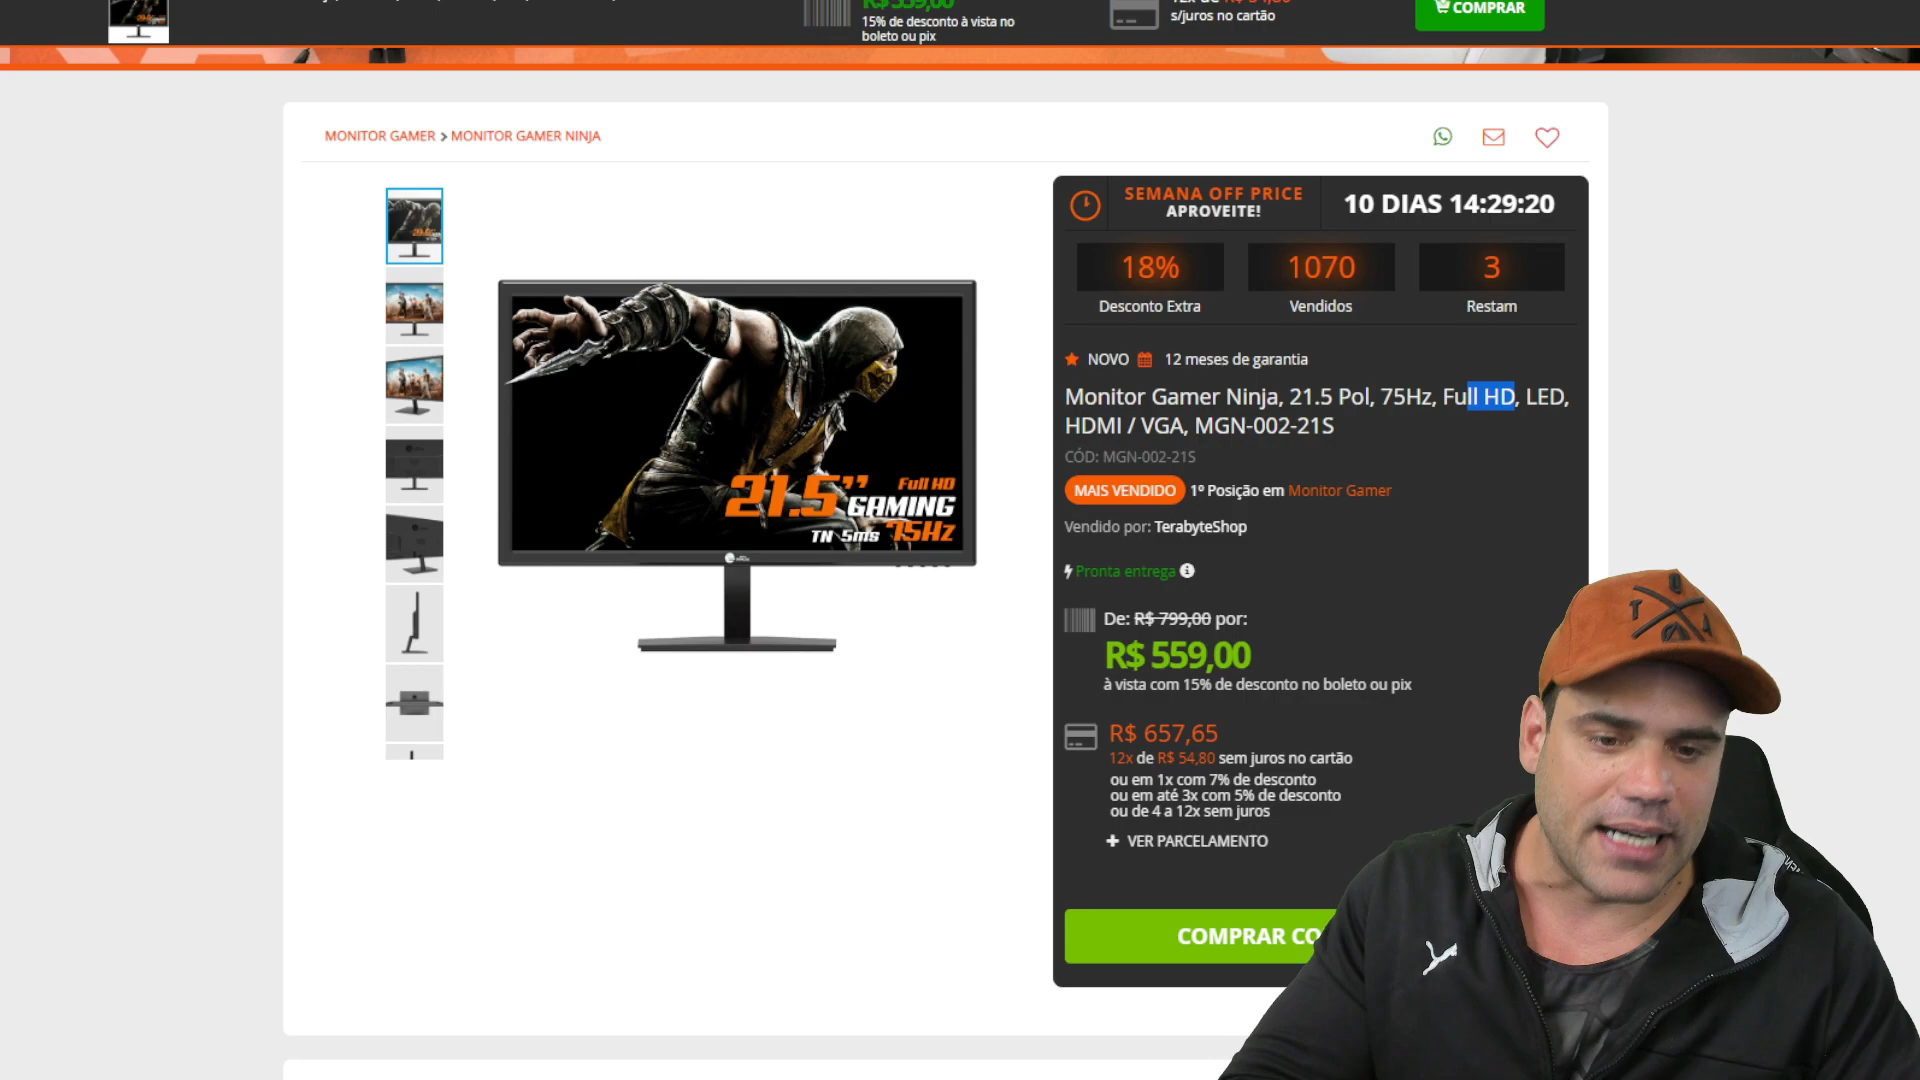 R$ 559,00
15% de desconto à vista no
boleto ou pix
12x de R$ 54,80
s/juros no cartão
COMPRAR
MONITOR GAMER > MONITOR GAMER NINJA
SEMANA OFF PRICE
APROVEITE!
10 DIAS 14:29:20
18%
Desconto Extra
1070
Vendidos
3
Restam
NOVO 12 meses de garantia
Monitor Gamer Ninja, 21.5 Pol, 75Hz, Full HD, LED,
HDMI / VGA, MGN-002-21S
CÓD: MGN-002-21S
MAIS VENDIDO 1º Posição em Monitor Gamer
Vendido por: TerabyteShop
Pronta entrega
De: R$ 799,00 por:
R$ 559,00
à vista com 15% de desconto no boleto ou pix
R$ 657,65
12x de R$ 54,80 sem juros no cartão
ou em 1x com 7% de desconto
ou em até 3x com 5% de desconto
ou de 4 a 12x sem juros
+ VER PARCELAMENTO
COMPRAR CO
21.5” Full HD
GAMING
TN 5ms 75Hz